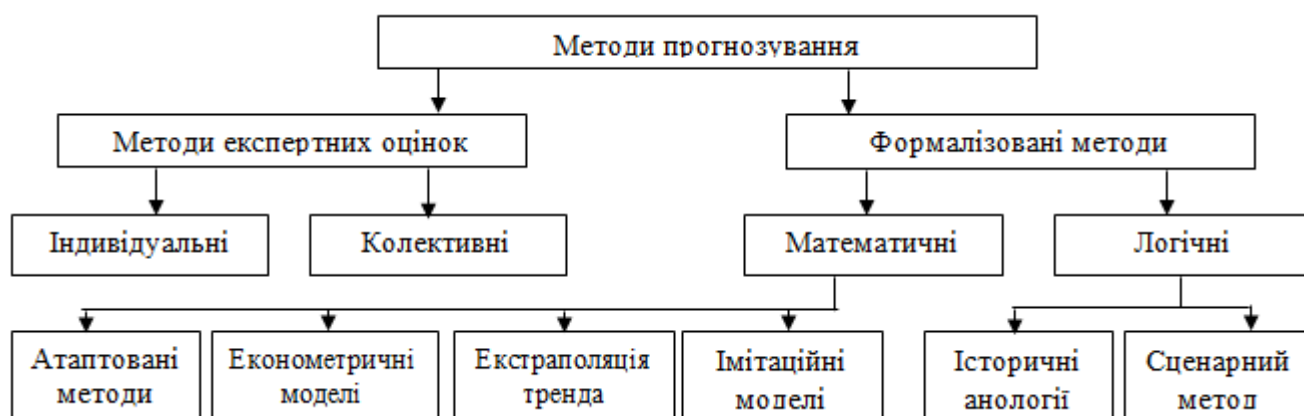 Методи прогнозування
Методи експертних оцінок
Формалізовані методи
Індивідуальні
Колективні
Математичні
Логічні
Атаптовані
методи
Економетричні
моделі
Екстраполяція
тренда
Імітаційні
моделі
Історичні
анології
Сценарний
метод